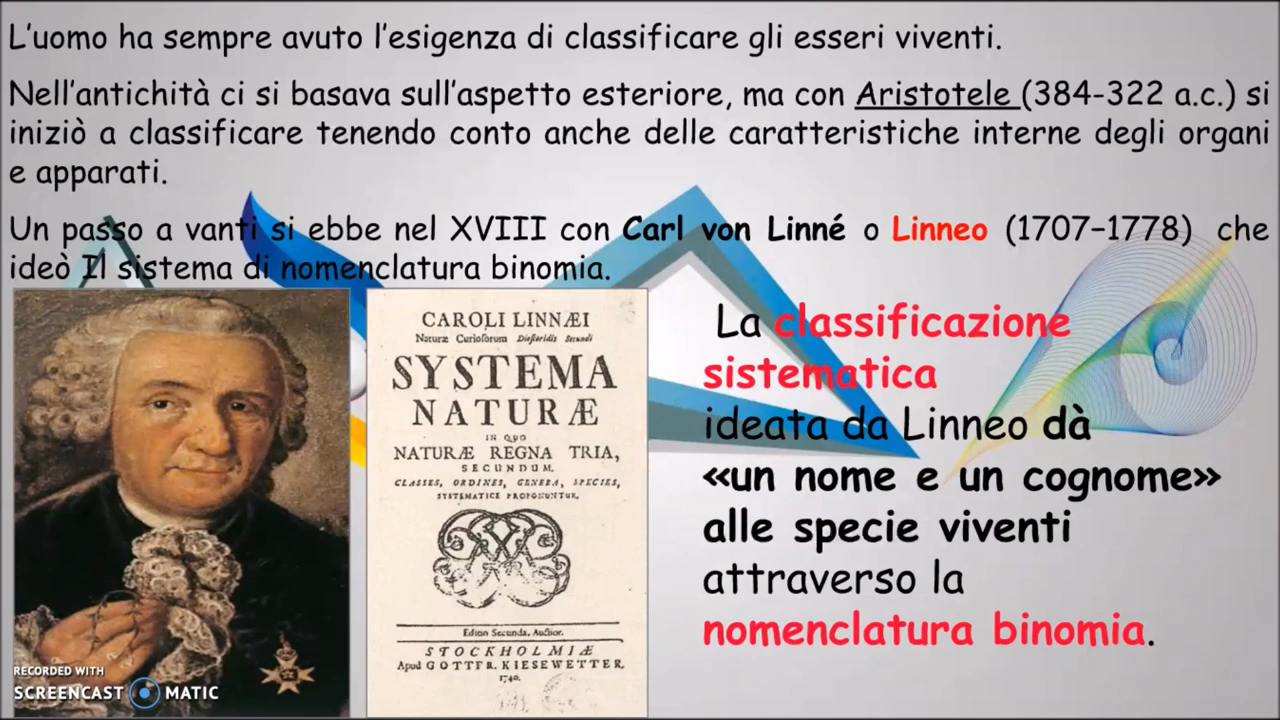 L'uomo ha sempre avuto l'esigenza di classificare gli esseri viventi.
Nell'antichità ci si basava sull'aspetto esteriore, ma con Aristotele (384-322 a.c.) si
iniziò a classificare tenendo conto anche delle caratteristiche interne degli organi
e apparati.
Un passo a vanti si ebbe nel XVIII con Carl von Linné o Linneo (1707–1778) che
ideò Il sistema di nomenclatura binomia.
CAROLI LINNÆI
Naturæ Curiosorum Dioscoridis Secundi
SYSTEMA
NATURÆ
IN QUO
NATURÆ REGNA TRIA,
SECUNDUM,
CLASSES, ORDINES, GENERA, SPECIES,
SYSTEMATICE PROPONUNTUR.
Editio Secunda, Auctior.
STOCKHOLMIÆ
Apud GOTTFR. KIESEWETTER.
1740.
La classificazione
sistematica
ideata da Linneo dà
«un nome e un cognome»
alle specie viventi
attraverso la
nomenclatura binomia.
RECORDED WITH
SCREENCAST MATIC